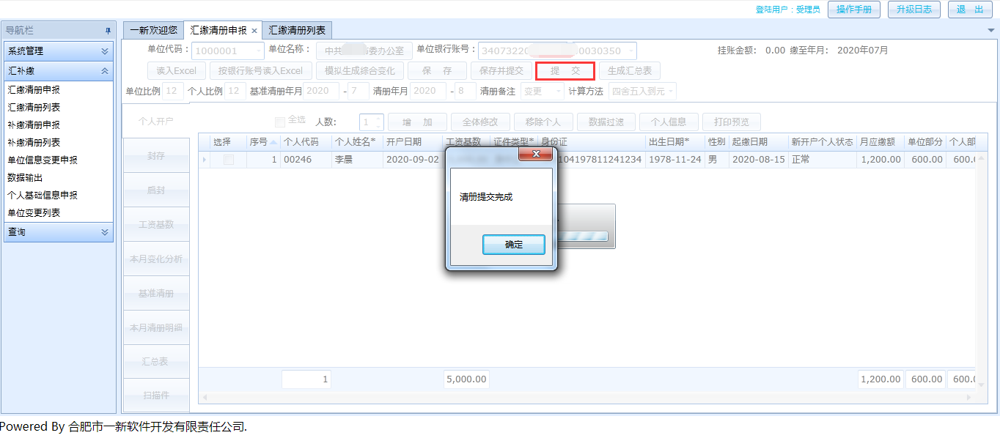 登陆用户：受理员 操作手册 升级日志 退 出
导航栏 一新欢迎您 汇缴清册申报 × 汇缴清册列表
系统管理
汇补缴
汇缴清册申报
汇缴清册列表
补缴清册申报
补缴清册列表
单位信息变更申报
数据输出
个人基础信息申报
单位变更列表
查询
单位代码： 1000001 单位名称： 中共 委办公室 单位银行账号： 34073220 0030350 挂账金额： 0.00 缴至年月： 2020年07月
读入Excel 按银行账号读入Excel 模拟生成综合变化 保 存 保存并提交 提 交 生成汇总表
单位比例 12 个人比例 12 基准清册年月 2020 - 7 清册年月 2020 - 8 清册备注 变更 计算方法 四舍五入到元
个人开户 全选 人数： 1 增 加 全体修改 移除个人 数据过滤 个人信息 打印预览
封存
启封
工资基数
本月变化分析
基准清册
本月清册明细
汇总表
扫描件
选择 序号 个人代码 个人姓名* 开户日期 工资基数 证件类型* 身份证 出生日期* 性别 起缴日期 新开户个人状态 月应缴额 单位部分 个人部
1 00246 李晨 2020-09-02 104197811241234 1978-11-24 男 2020-08-15 正常 1,200.00 600.00 600.0
清册提交完成
确定
1 5,000.00 1,200.00 600.00 600.0
Powered By 合肥市一新软件开发有限责任公司.